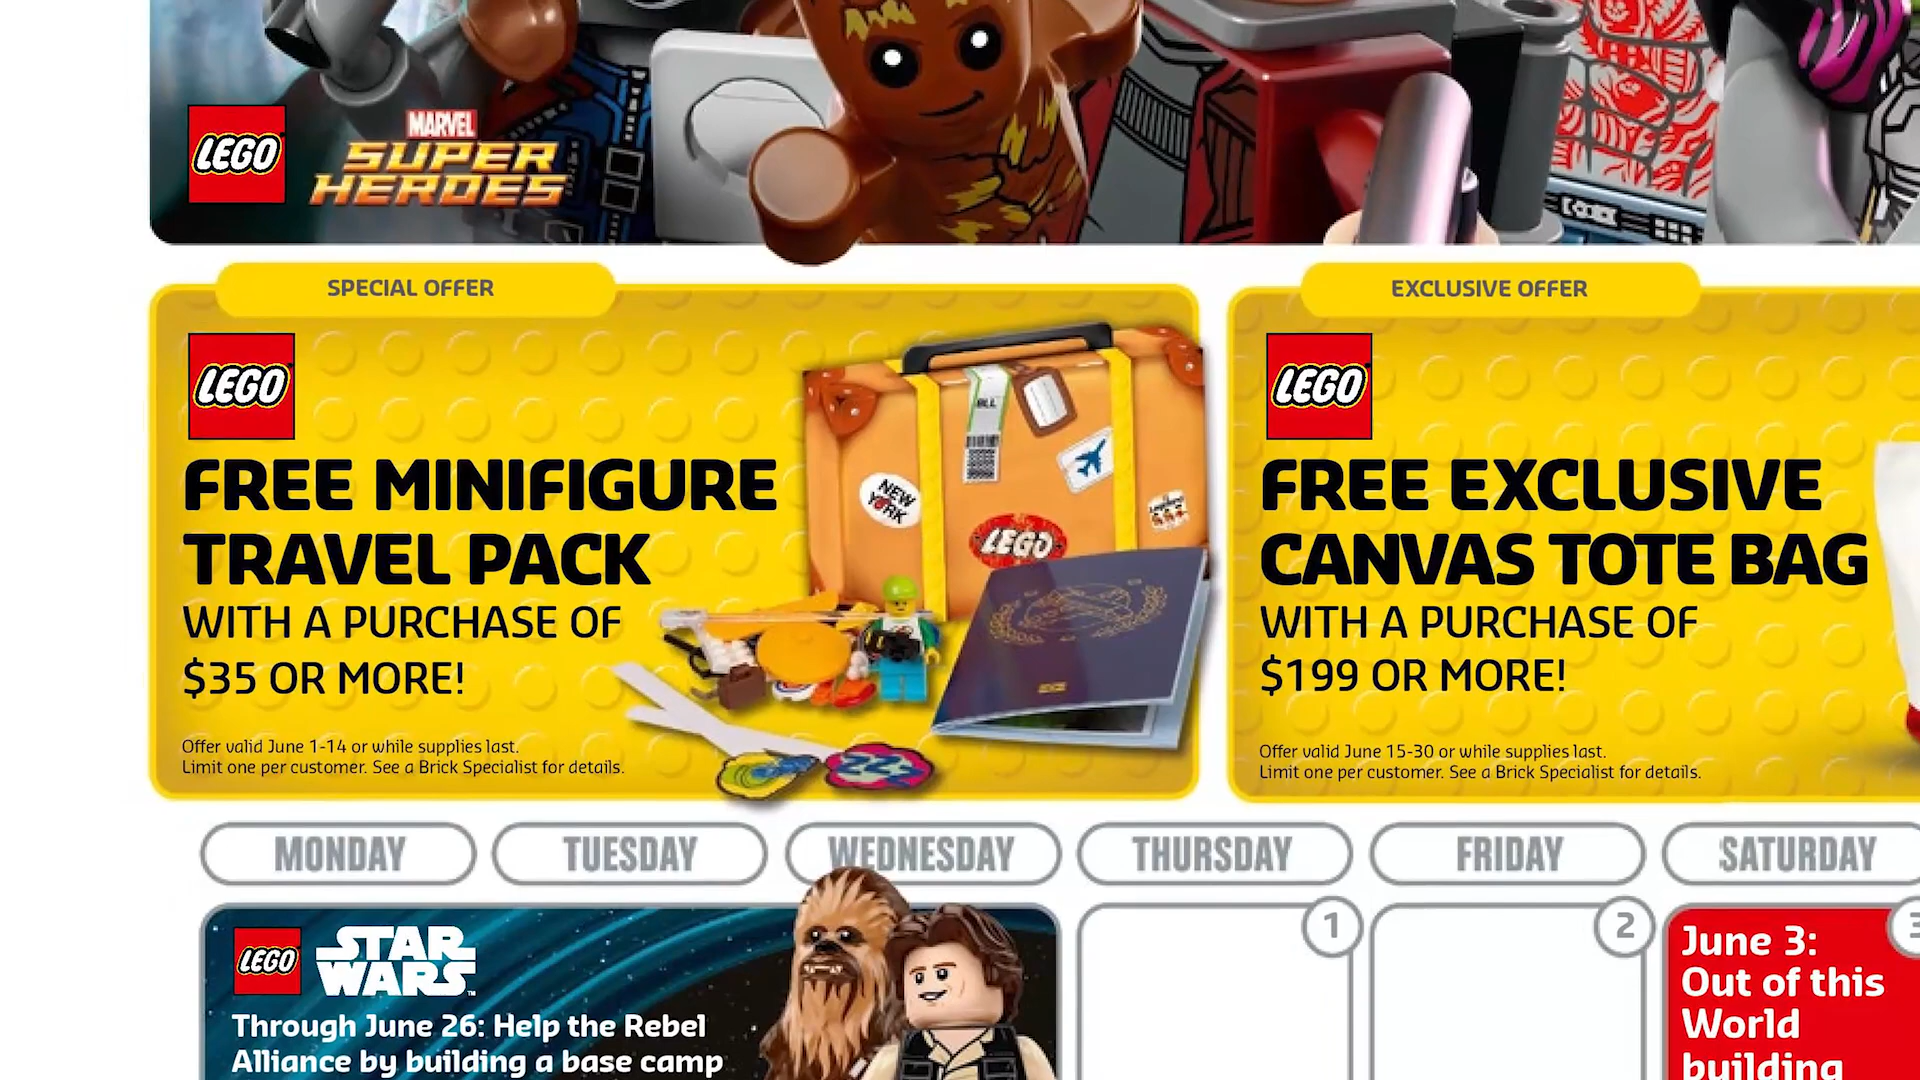 LEGO
MARVEL
SUPER
HEROES
SPECIAL OFFER
LEGO
FREE MINIFIGURE
TRAVEL PACK
WITH A PURCHASE OF
$35 OR MORE!
Offer valid June 1-14 or while supplies last.
Limit one per customer. See a Brick Specialist for details.
BLL
NEW
YORK
LEGO
EXCLUSIVE OFFER
LEGO
FREE EXCLUSIVE
CANVAS TOTE BAG
WITH A PURCHASE OF
$199 OR MORE!
Offer valid June 15-30 or while supplies last.
Limit one per customer. See a Brick Specialist for details.
MONDAY
TUESDAY
WEDNESDAY
THURSDAY
FRIDAY
SATURDAY
LEGO
STAR
WARS™
Through June 26: Help the Rebel
Alliance by building a base camp
1
2
3
June 3:
Out of this
World
building